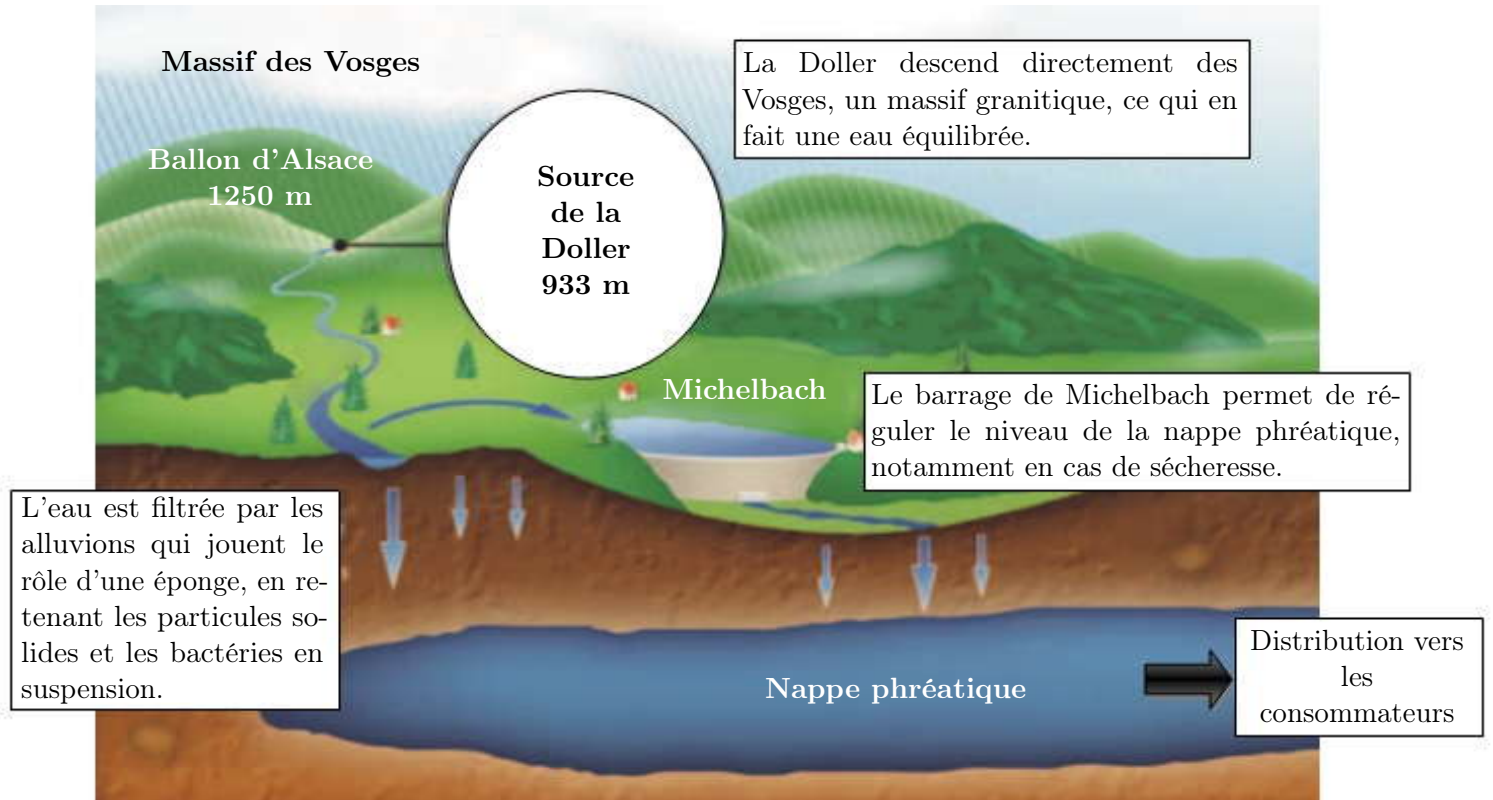 Massif des Vosges
La Doller descend directement des
Vosges, un massif granitique, ce qui en
fait une eau équilibrée.
Ballon d'Alsace
1250 m
Source
de la
Doller
933 m
Michelbach
Le barrage de Michelbach permet de ré-
guler le niveau de la nappe phréatique,
notamment en cas de sécheresse.
L'eau est filtrée par les
alluvions qui jouent le
rôle d'une éponge, en re-
tenant les particules so-
lides et les bactéries en
suspension.
Nappe phréatique
Distribution vers
les
consommateurs